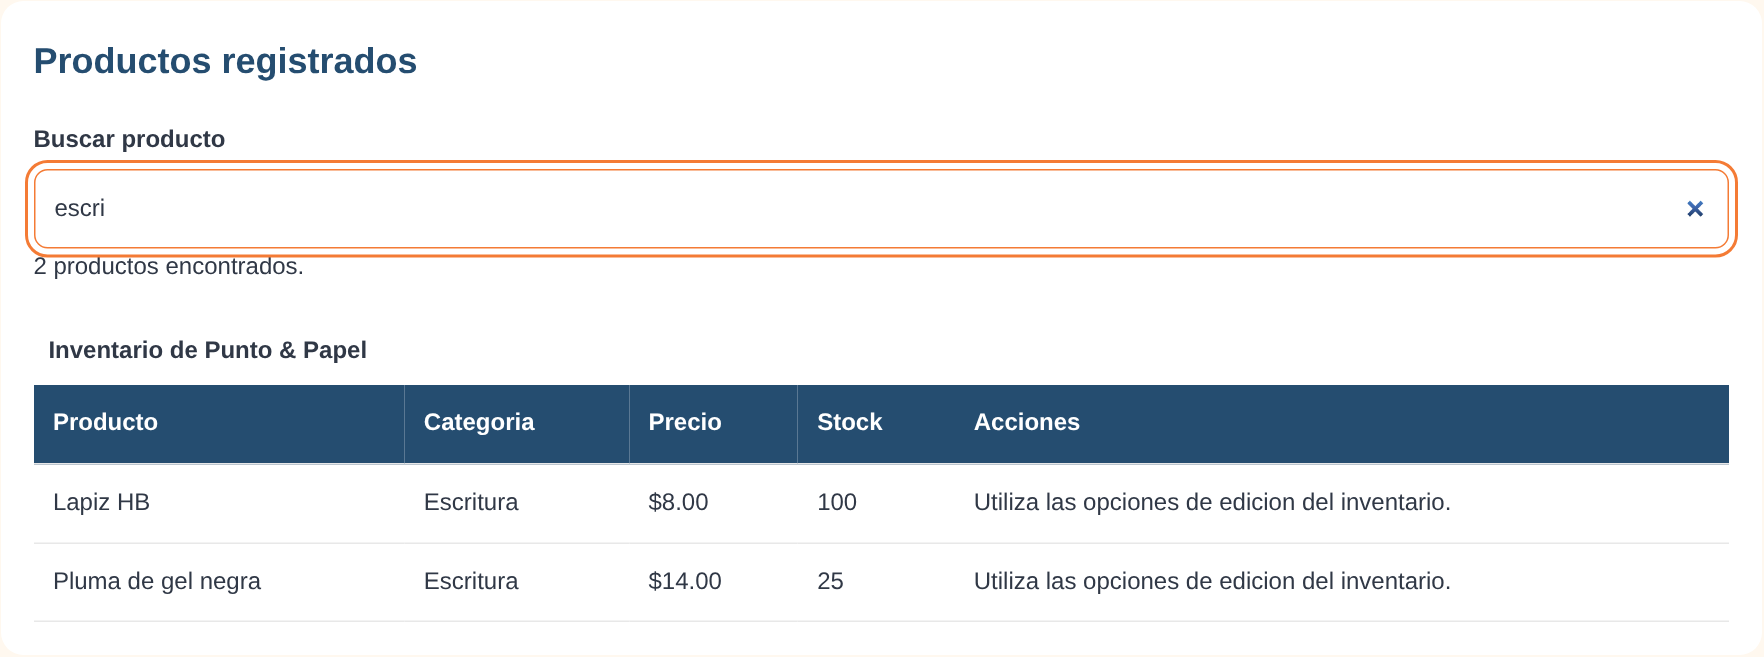 Productos registrados
Buscar producto
escri
2 productos encontrados.
Inventario de Punto & Papel
Producto Categoria Precio Stock Acciones
Lapiz HB Escritura $8.00 100 Utiliza las opciones de edicion del inventario.
Pluma de gel negra Escritura $14.00 25 Utiliza las opciones de edicion del inventario.